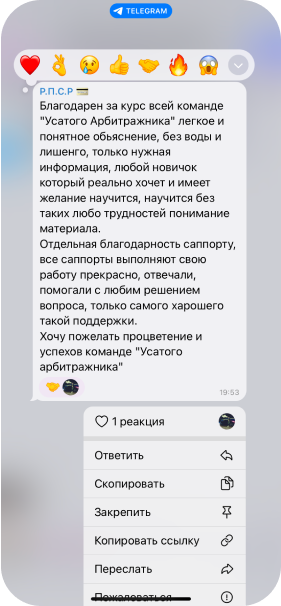 TELEGRAM
Р.П.С.Р
Благодарен за курс всей команде
"Усатого Арбитражника" легкое и
понятное обьяснение, без воды и
лишенго, только нужная
информация, любой новичок
который реально хочет и имеет
желание научится, научится без
таких любо трудностей понимание
материала.
Отдельная благодарность саппорту,
все саппорты выполняют свою
работу прекрасно, отвечали,
помогали с любим решением
вопроса, только самого харошего
такой поддержки.
Хочу пожелать процветение и
успехов команде "Усатого
арбитражника"
19:53
1 реакция
Ответить
Скопировать
Закрепить
Копировать ссылку
Переслать
Пожаловаться